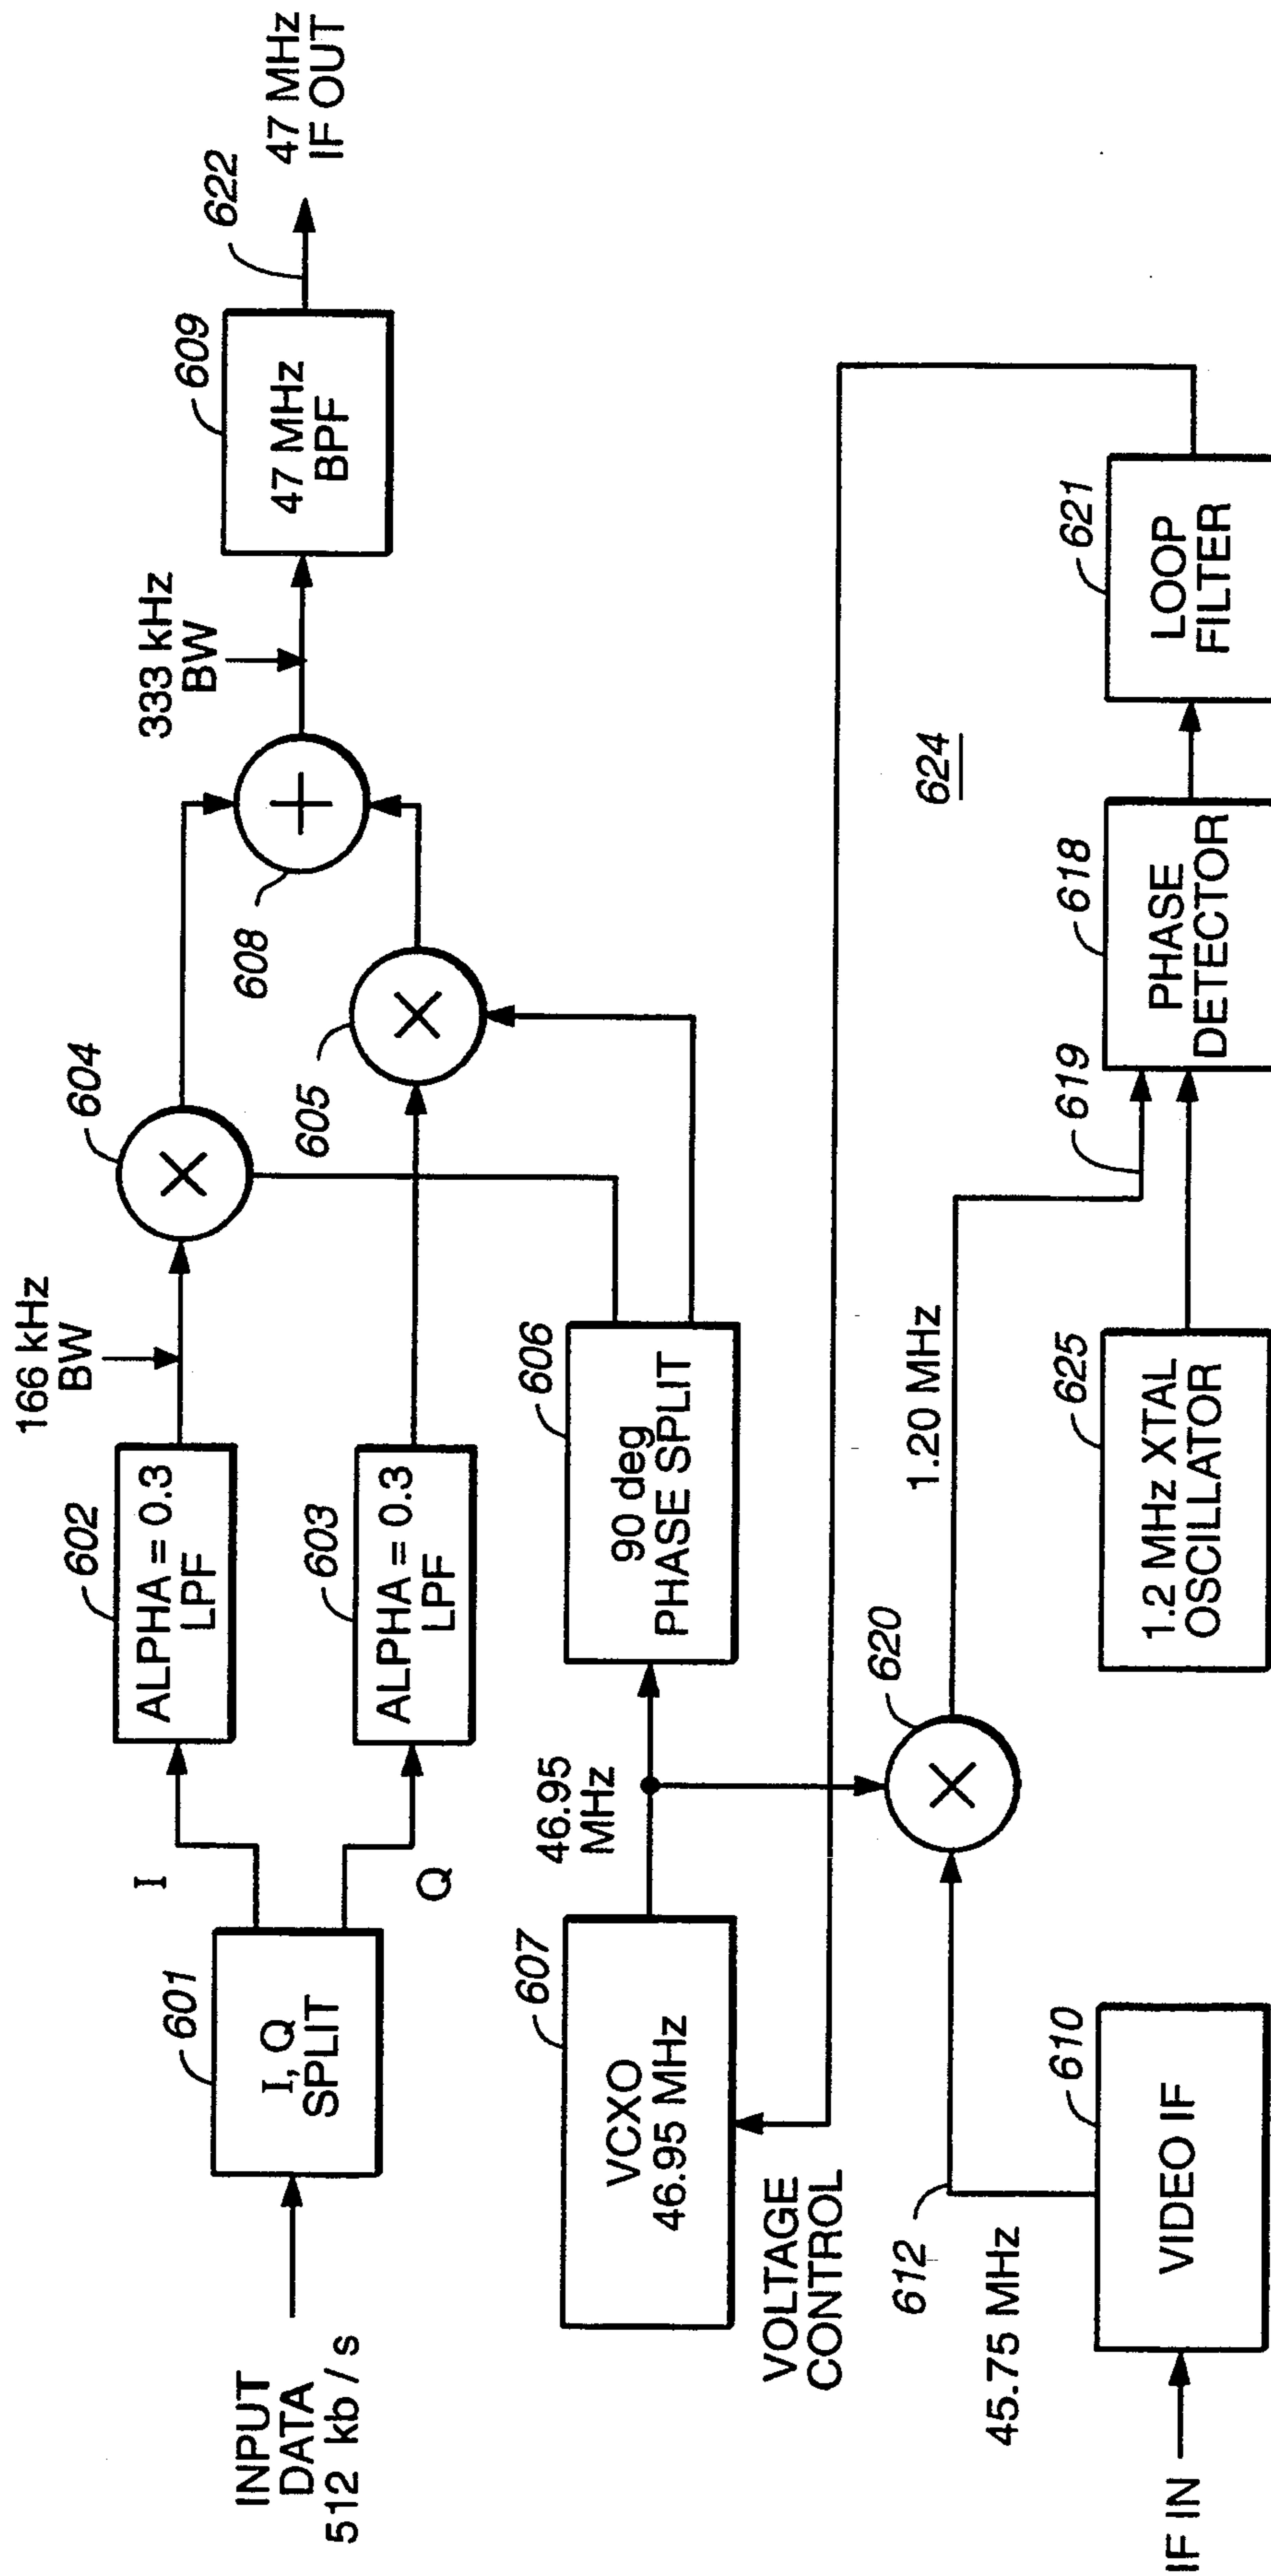 INPUT
DATA
512 kb/s
601
I, Q
SPLIT
I
Q
602
ALPHA = 0.3
LPF
603
ALPHA = 0.3
LPF
166 kHz
BW
604
605
608
333 kHz
BW
609
47 MHz
BPF
622
47 MHz
IF OUT
607
VCXO
46.95 MHz
46.95
MHz
606
90 deg
PHASE SPLIT
VOLTAGE
CONTROL
624
IF IN
610
VIDEO IF
612
45.75 MHz
620
1.20 MHz
625
1.2 MHz XTAL
OSCILLATOR
619
618
PHASE
DETECTOR
621
LOOP
FILTER